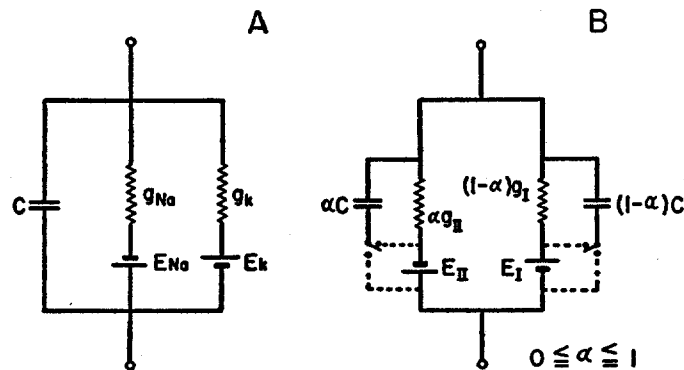 A
B
C
gNa
gk
ENa
Ek
αC
αgII
(1-α)gI
(1-α)C
EII
EI
0 ≦ α ≦ 1